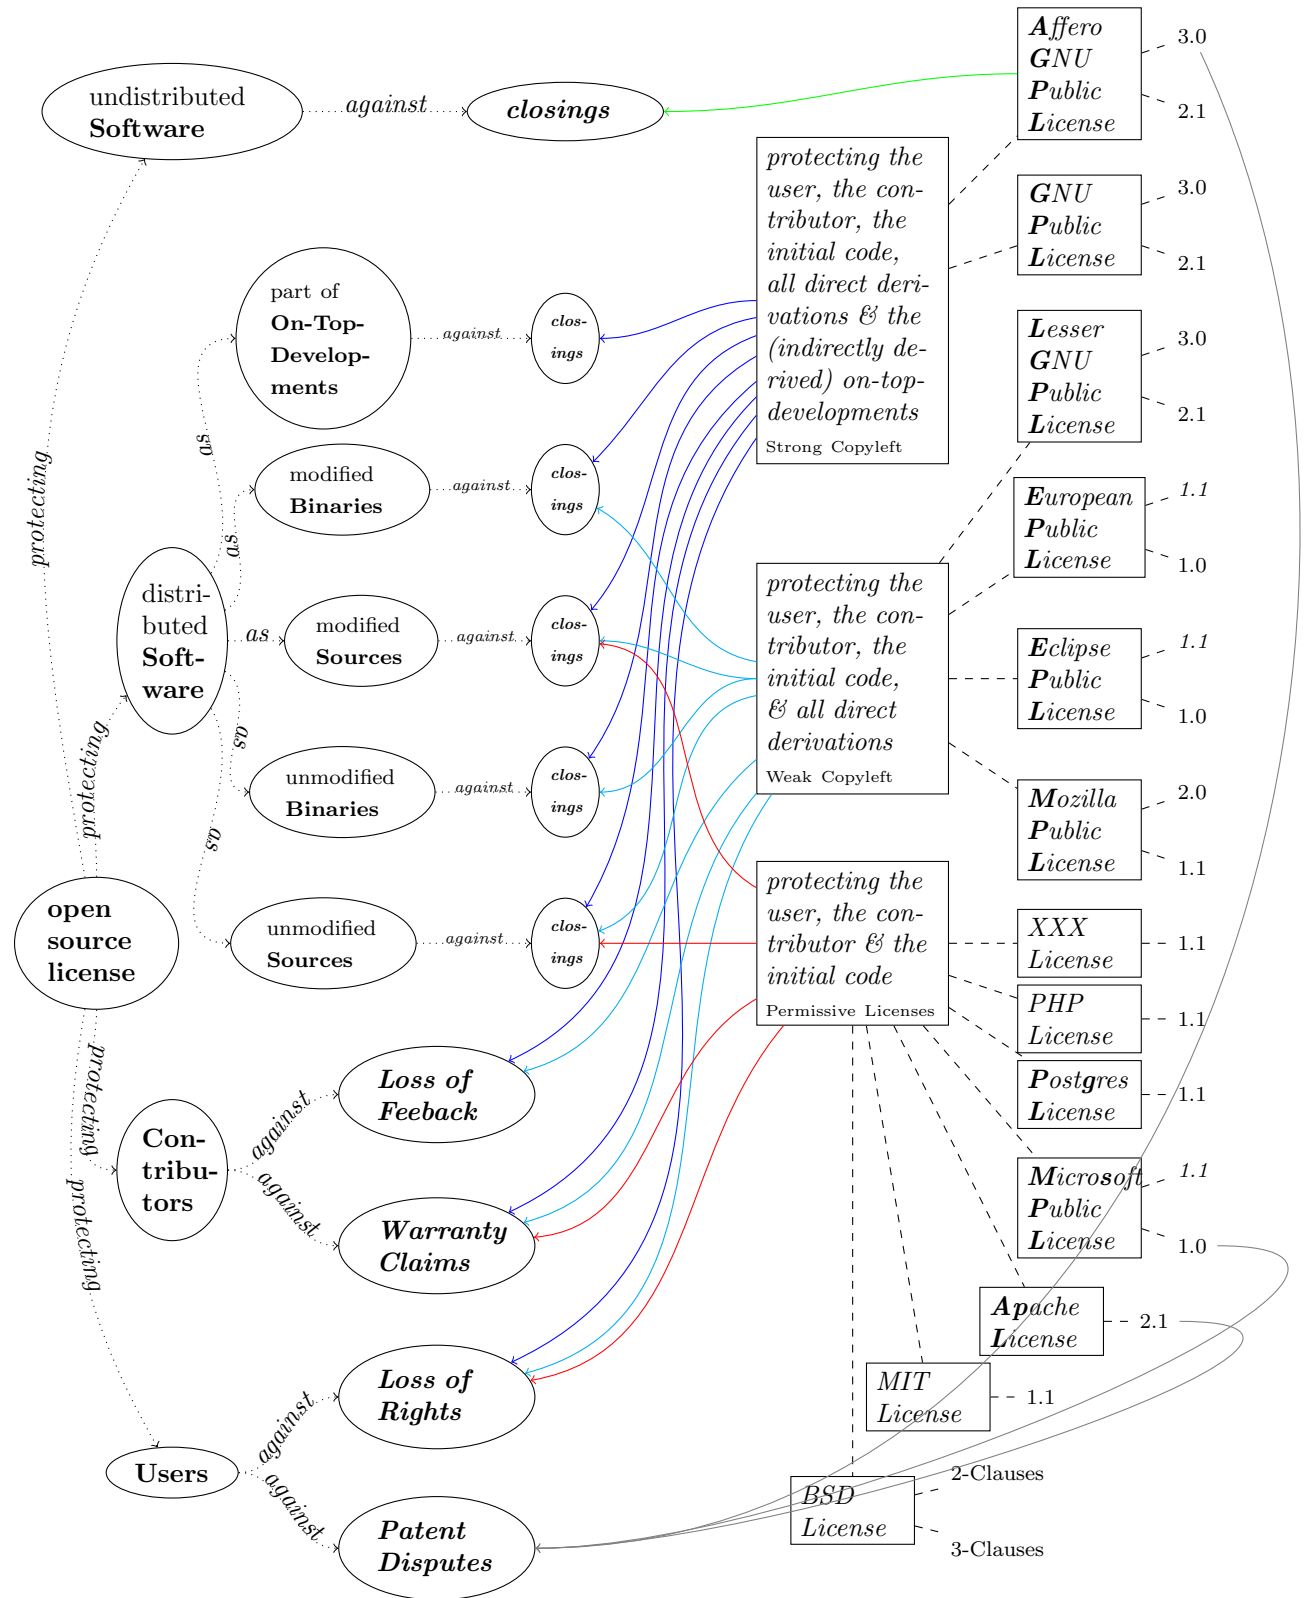 undistributed
Software
against
closings
protecting
part of
On-Top-
Develop-
ments
against
clos-
ings
as
modified
Binaries
against
clos-
ings
as
distri-
buted
Soft-
ware
as
modified
Sources
against
clos-
ings
as
unmodified
Binaries
against
clos-
ings
as
unmodified
Sources
against
clos-
ings
protecting
open
source
license
protecting
Con-
tribu-
tors
against
Loss of
Feeback
against
Warranty
Claims
protecting
Users
against
Loss of
Rights
against
Patent
Disputes
protecting the
user, the con-
tributor, the
initial code,
all direct deri-
vations & the
(indirectly de-
rived) on-top-
developments
Strong Copyleft
protecting the
user, the con-
tributor, the
initial code,
& all direct
derivations
Weak Copyleft
protecting the
user, the con-
tributor & the
initial code
Permissive Licenses
Affero
GNU
Public
License
3.0
2.1
GNU
Public
License
3.0
2.1
Lesser
GNU
Public
License
3.0
2.1
European
Public
License
1.1
1.0
Eclipse
Public
License
1.1
1.0
Mozilla
Public
License
2.0
1.1
XXX
License
1.1
PHP
License
1.1
Postgres
License
1.1
Microsoft
Public
License
1.1
1.0
Apache
License
2.1
MIT
License
1.1
BSD
License
2-Clauses
3-Clauses